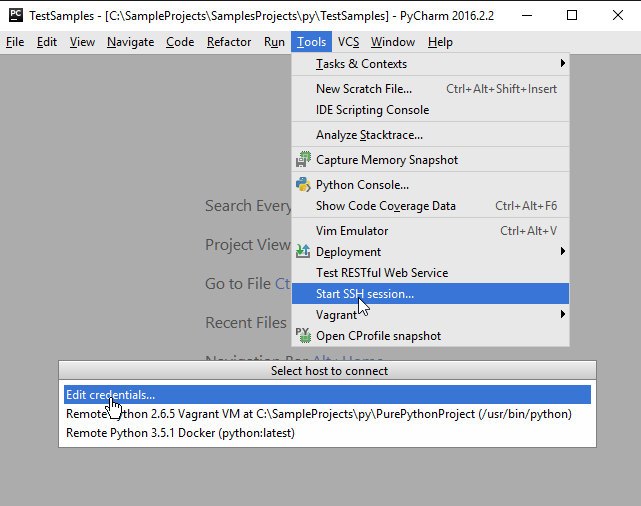 PC TestSamples - [C:\SampleProjects\SamplesProjects\py\TestSamples] - PyCharm 2016.2.2
File Edit View Navigate Code Refactor Run Tools VCS Window Help
Tasks & Contexts
New Scratch File... Ctrl+Alt+Shift+Insert
IDE Scripting Console
Analyze Stacktrace...
Capture Memory Snapshot
Python Console...
Show Code Coverage Data Ctrl+Alt+F6
Vim Emulator Ctrl+Alt+V
Deployment
Test RESTful Web Service
Start SSH session...
Vagrant
PY Open CProfile snapshot
Search Every
Project View
Go to File Ct
Recent Files
Navigation Bar Alt+Home
Select host to connect
Edit credentials...
Remote Python 2.6.5 Vagrant VM at C:\SampleProjects\py\PurePythonProject (/usr/bin/python)
Remote Python 3.5.1 Docker (python:latest)